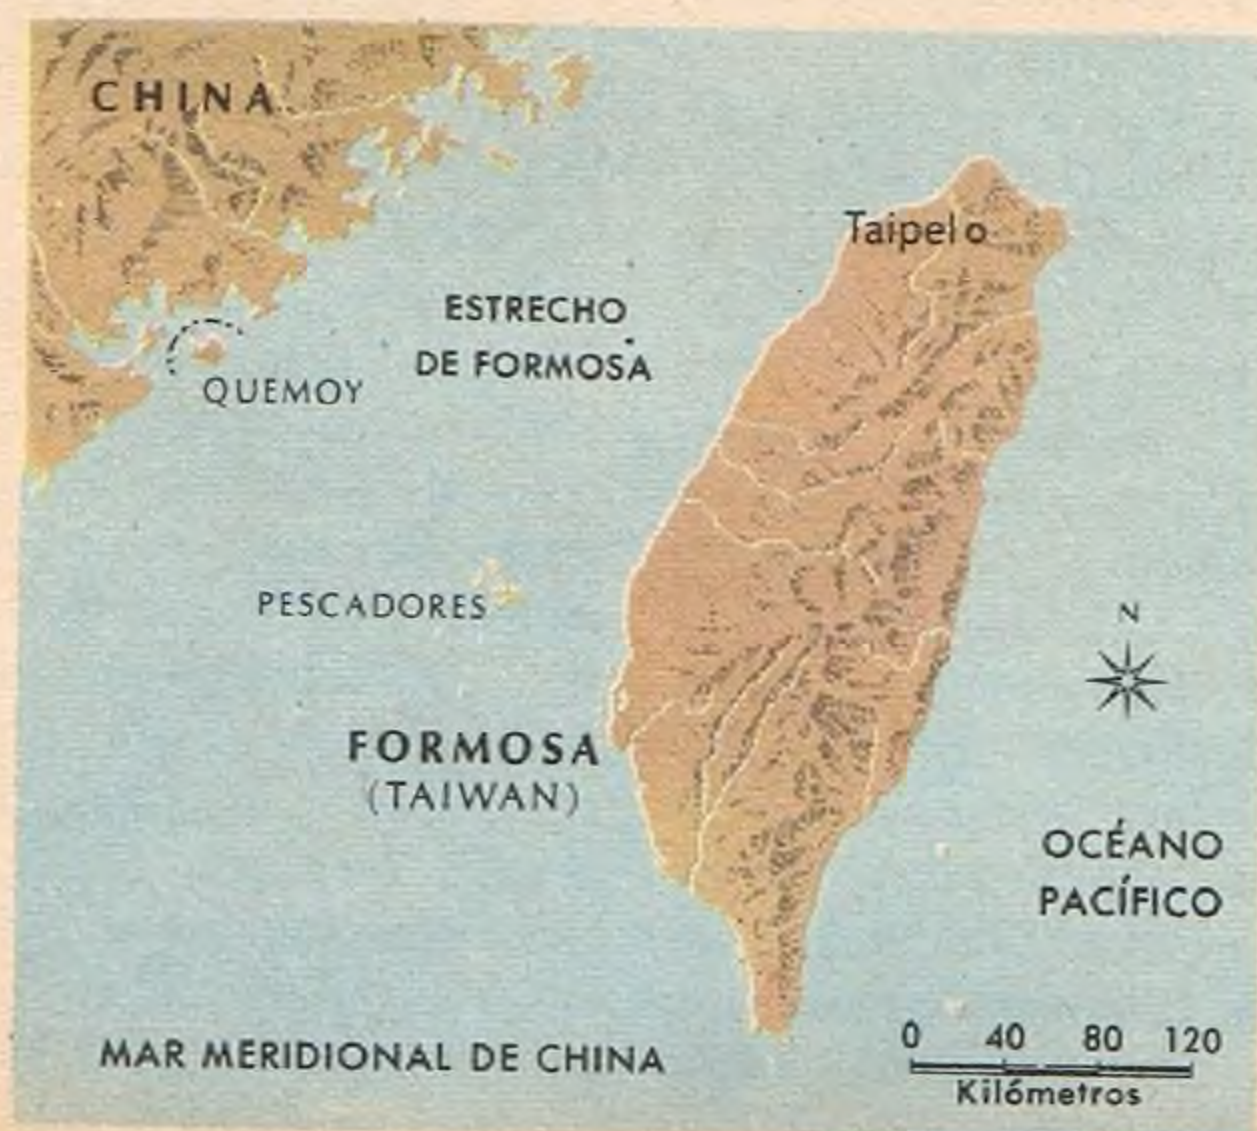 CHINA
Taipei
ESTRECHO
DE FORMOSA
QUEMOY
PESCADORES
N
FORMOSA
(TAIWAN)
OCÉANO
PACÍFICO
MAR MERIDIONAL DE CHINA
0 40 80 120
Kilómetros